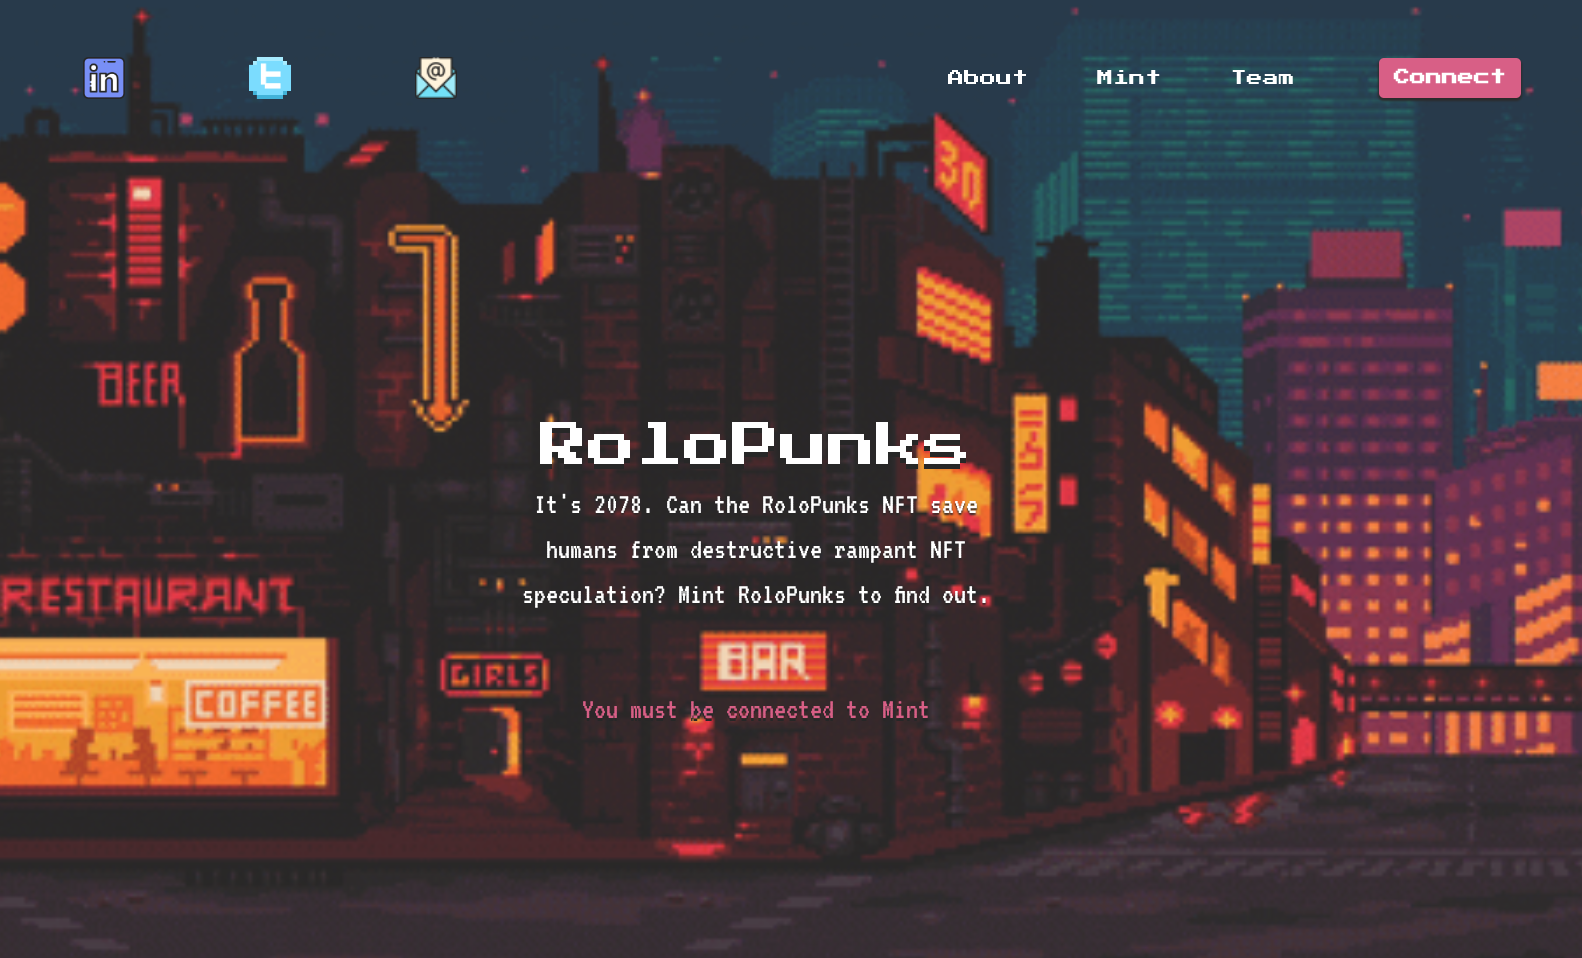 in
t
@
About
Mint
Team
Connect
3D
BEER
RoloPunks
It's 2078. Can the RoloPunks NFT save
humans from destructive rampant NFT
speculation? Mint RoloPunks to find out.
RESTAURANT
COFFEE
GIRLS
BAR
You must be connected to Mint